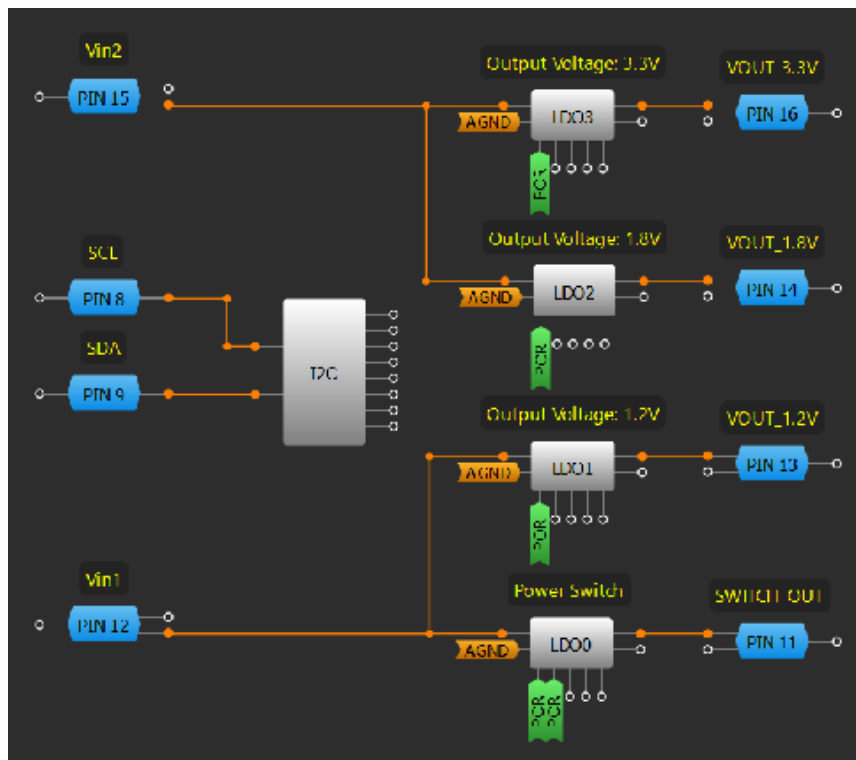 Vin2
PIN 15
Output Voltage: 3.3V
VOUT_3.3V
AGND
LDO3
PIN 16
POR
SCL
PIN 8
Output Voltage: 1.8V
VOUT_1.8V
AGND
LDO2
PIN 14
POR
SDA
PIN 9
I2C
Output Voltage: 1.2V
VOUT_1.2V
AGND
LDO1
PIN 13
POR
Vin1
PIN 12
Power Switch
SWITCH_OUT
AGND
LDO0
PIN 11
POR
POR